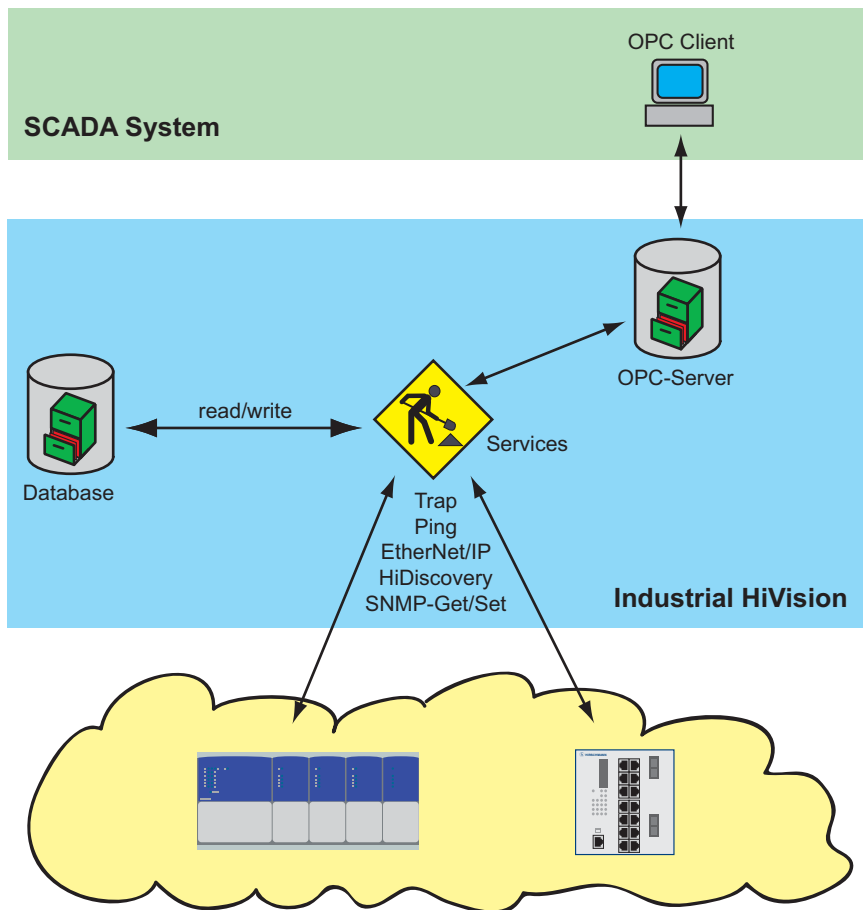 OPC Client
SCADA System
OPC-Server
read/write
Services
Database
Trap
Ping
EtherNet/IP
HiDiscovery
SNMP-Get/Set
Industrial HiVision